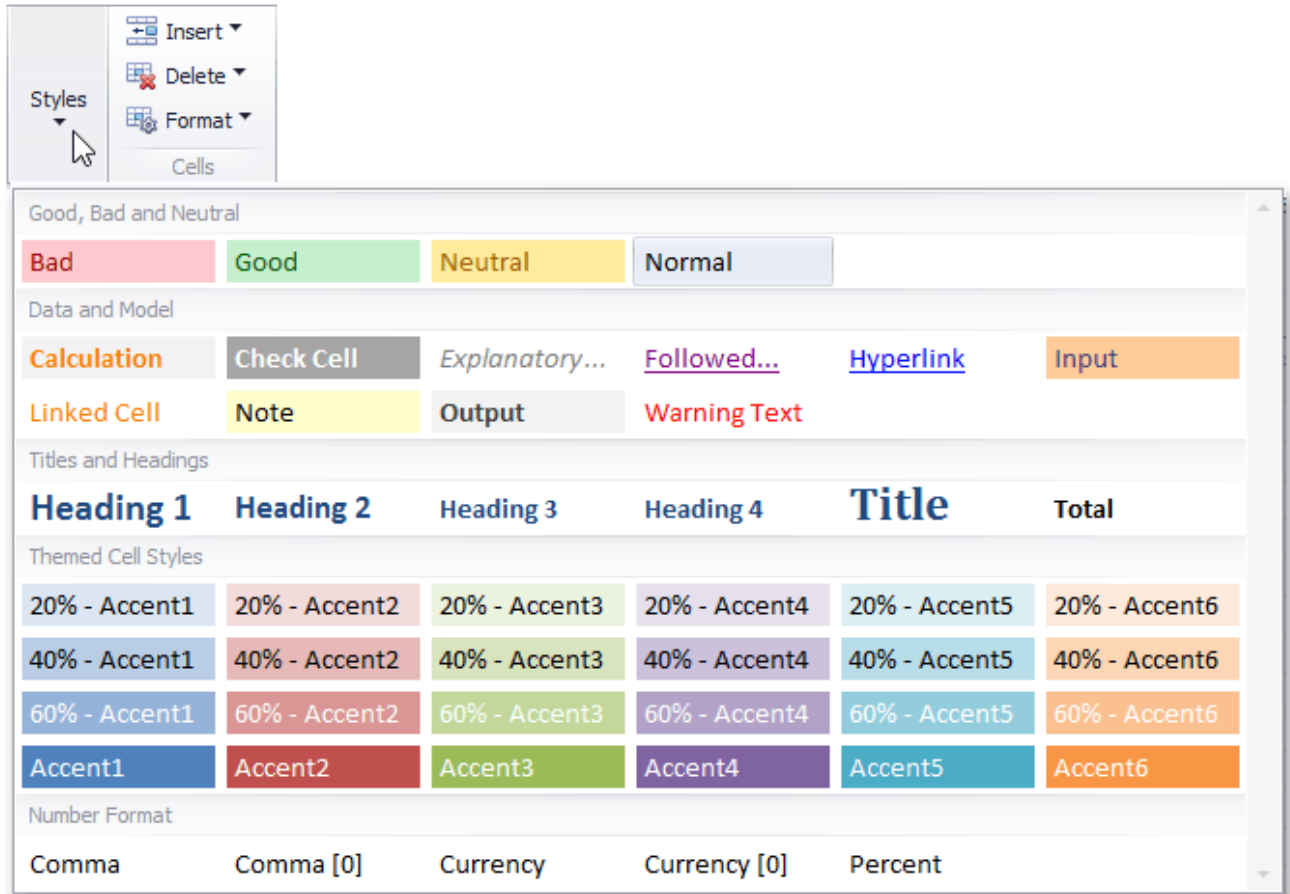 Insert
Delete
Styles
Format
Cells
Good, Bad and Neutral
Bad Good Neutral Normal
Data and Model
Calculation Check Cell Explanatory... Followed... Hyperlink Input
Linked Cell Note Output Warning Text
Titles and Headings
Heading 1 Heading 2 Heading 3 Heading 4 Title Total
Themed Cell Styles
20% - Accent1 20% - Accent2 20% - Accent3 20% - Accent4 20% - Accent5 20% - Accent6
40% - Accent1 40% - Accent2 40% - Accent3 40% - Accent4 40% - Accent5 40% - Accent6
60% - Accent1 60% - Accent2 60% - Accent3 60% - Accent4 60% - Accent5 60% - Accent6
Accent1 Accent2 Accent3 Accent4 Accent5 Accent6
Number Format
Comma Comma [0] Currency Currency [0] Percent